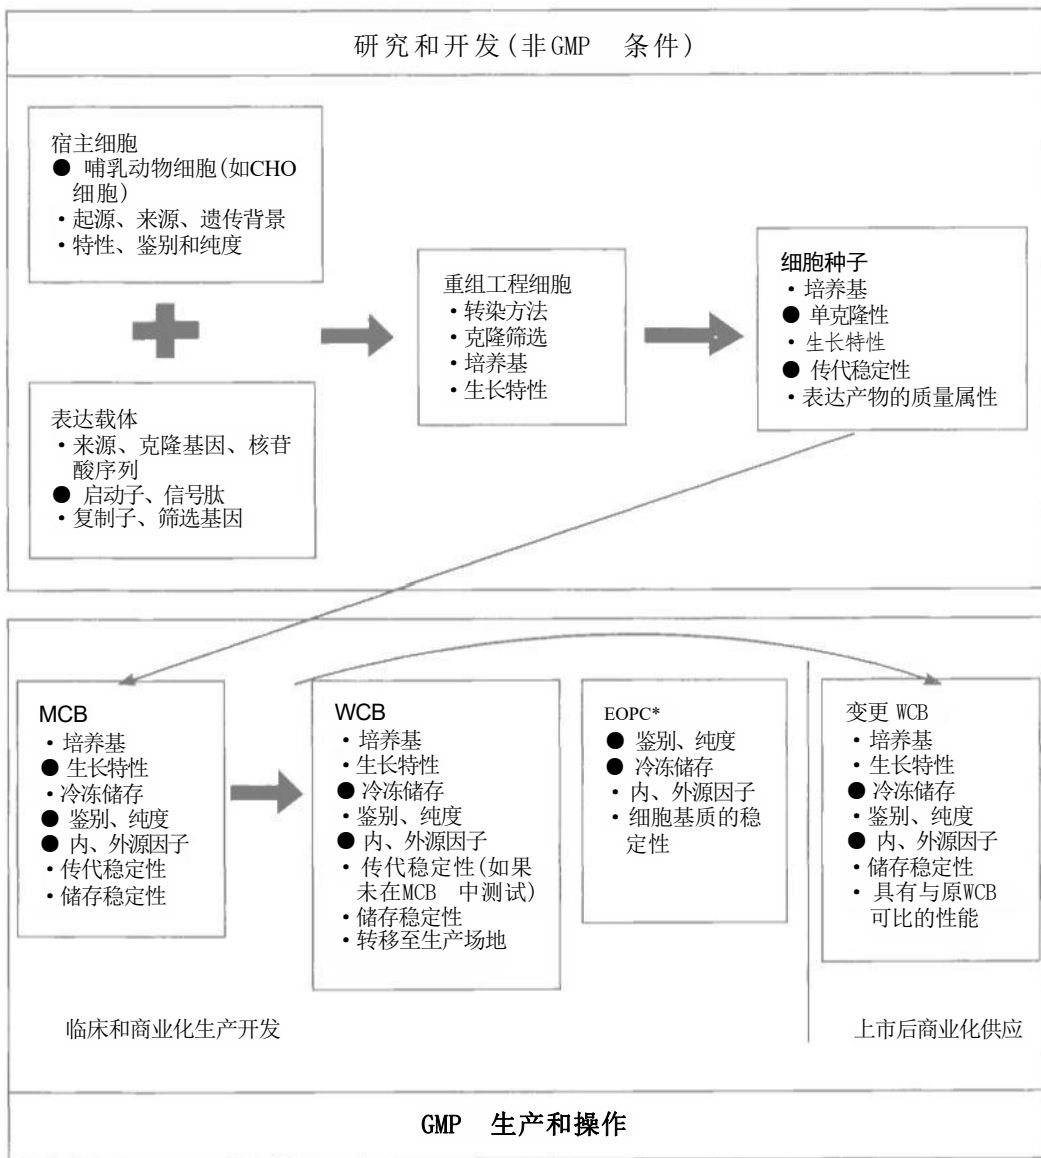 研究和开发(非GMP 条件)
宿主细胞
● 哺乳动物细胞(如CHO
细胞)
・起源、来源、遗传背景
・特性、鉴别和纯度
表达载体
・来源、克隆基因、核苷
酸序列
● 启动子、信号肽
・复制子、筛选基因
重组工程细胞
・转染方法
・克隆筛选
・培养基
・生长特性
细胞种子
・培养基
● 单克隆性
・生长特性
● 传代稳定性
・表达产物的质量属性
MCB
・培养基
● 生长特性
・冷冻储存
● 鉴别、纯度
● 内、外源因子
・传代稳定性
・储存稳定性
WCB
・培养基
・生长特性
● 冷冻储存
・鉴别、纯度
● 内、外源因子
・传代稳定性(如果
未在MCB 中测试)
・储存稳定性
・转移至生产场地
EOPC*
● 鉴别、纯度
● 冷冻储存
・内、外源因子
・细胞基质的稳
定性
变更 WCB
・培养基
・生长特性
● 冷冻储存
・鉴别、纯度
● 内、外源因子
・储存稳定性
・具有与原WCB
可比的性能
临床和商业化生产开发
上市后商业化供应
GMP 生产和操作